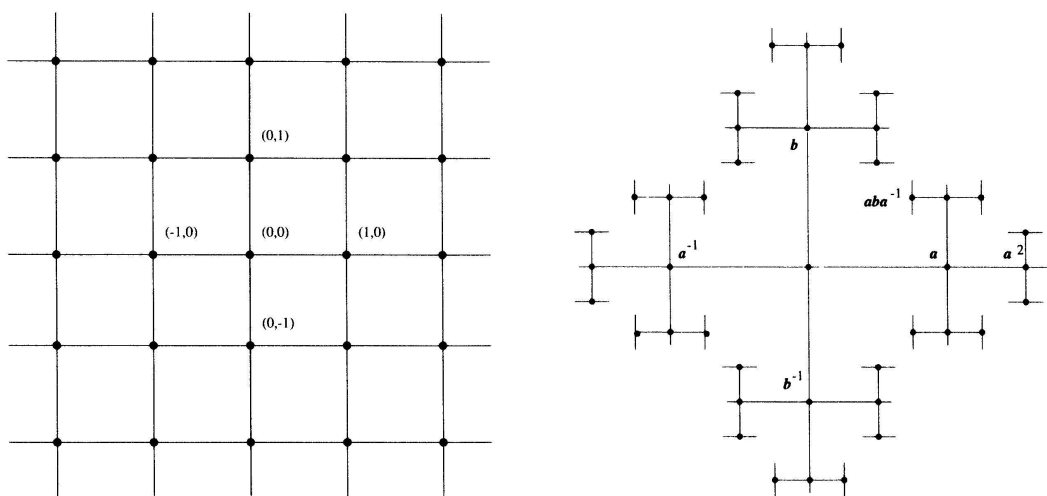 (0,1)
(-1,0) (0,0) (1,0)
(0,-1)
b
aba⁻¹
a⁻¹ a a²
b⁻¹